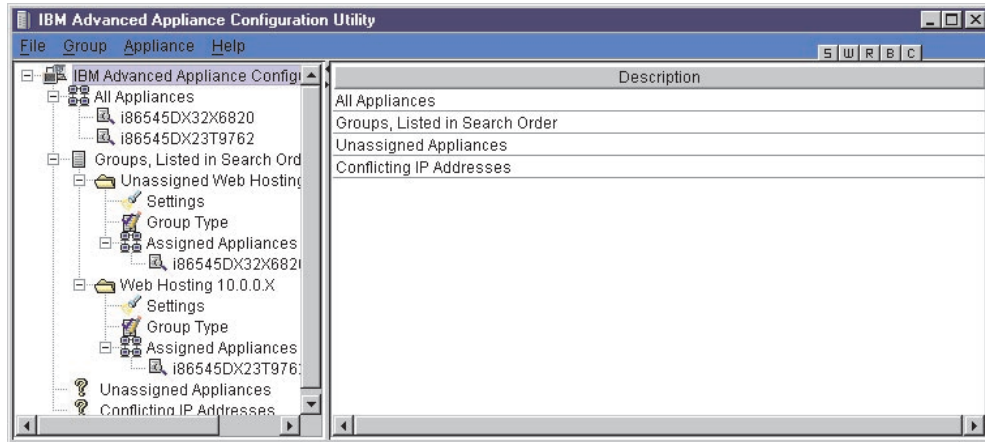 IBM Advanced Appliance Configuration Utility
File Group Appliance Help
S W R B C
IBM Advanced Appliance Config
All Appliances
i86545DX32X6820
i86545DX23T9762
Groups, Listed in Search Ord
Unassigned Web Hosting
Settings
Group Type
Assigned Appliances
i86545DX32X682
Web Hosting 10.0.0.X
Settings
Group Type
Assigned Appliances
i86545DX23T976
Unassigned Appliances
Conflicting IP Addresses
Description
All Appliances
Groups, Listed in Search Order
Unassigned Appliances
Conflicting IP Addresses